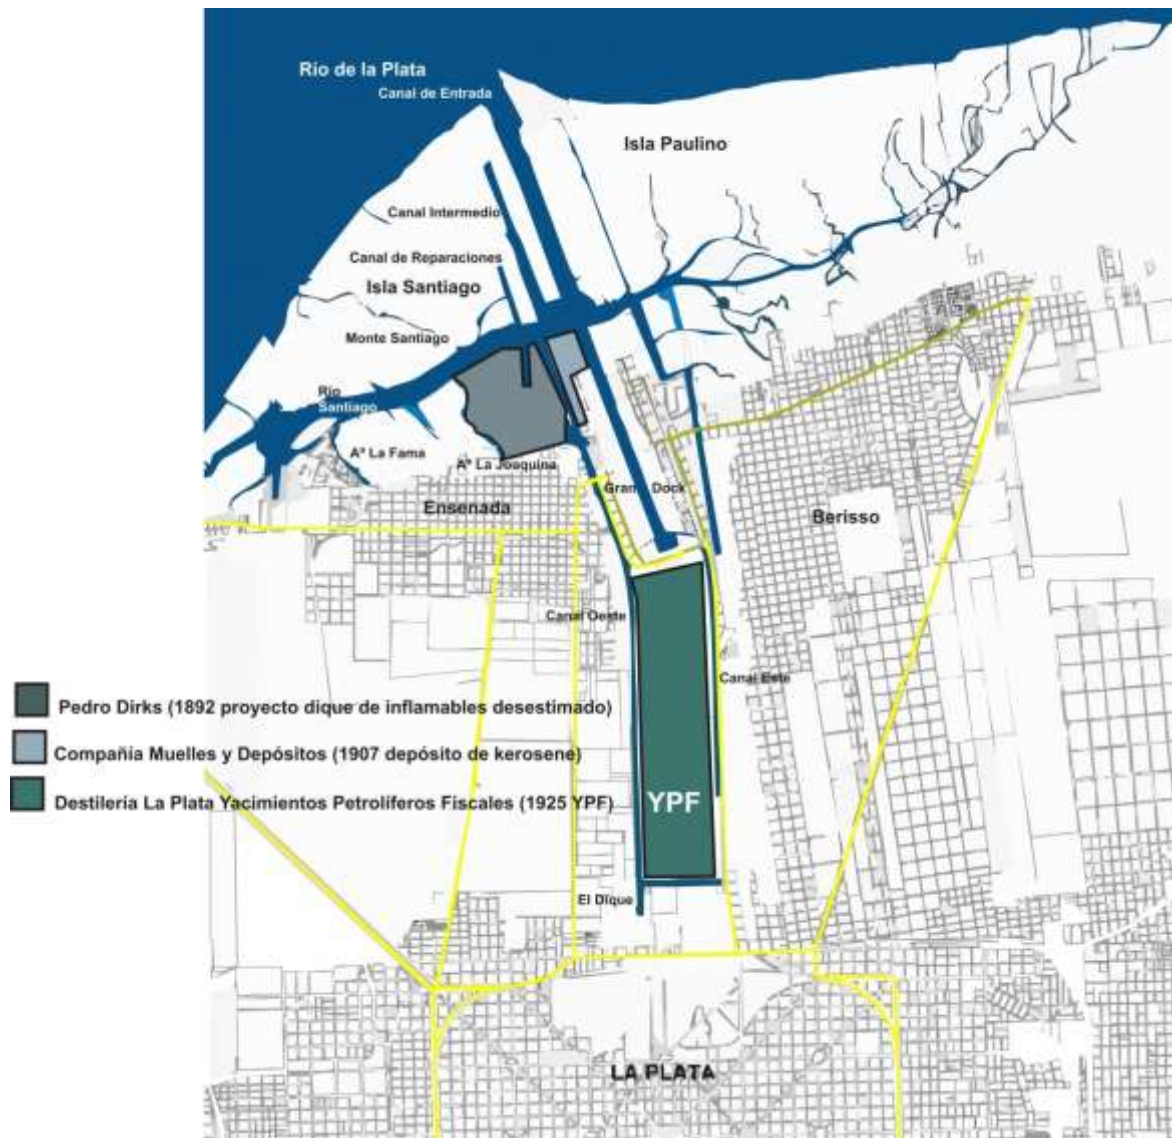 Río de la Plata
Canal de Entrada
Isla Paulino
Canal Intermedio
Canal de Reparaciones
Isla Santiago
Monte Santiago
Río
Santiago
Aº La Fama
Aº La Joaquina
Gran Dock
Ensenada
Berisso
Canal Oeste
Canal Este
Pedro Dirks (1892 proyecto dique de inflamables desestimado)
Compañía Muelles y Depósitos (1907 depósito de kerosene)
Destilería La Plata Yacimientos Petrolíferos Fiscales (1925 YPF)
YPF
El Dique
LA PLATA